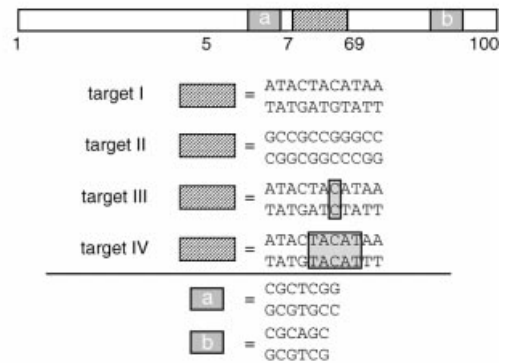 a b
1 5 7 69 100
target I = ATACTACATAA
TATGATGTATT
target II = GCCGCCGGGCC
CGGCGGCCCGG
target III = ATACTACATAA
TATGATCTATT
target IV = ATACTACATAA
TATGTACATTT
a = CGCTCGG
GCGTGCC
b = CGCAGC
GCGTCG